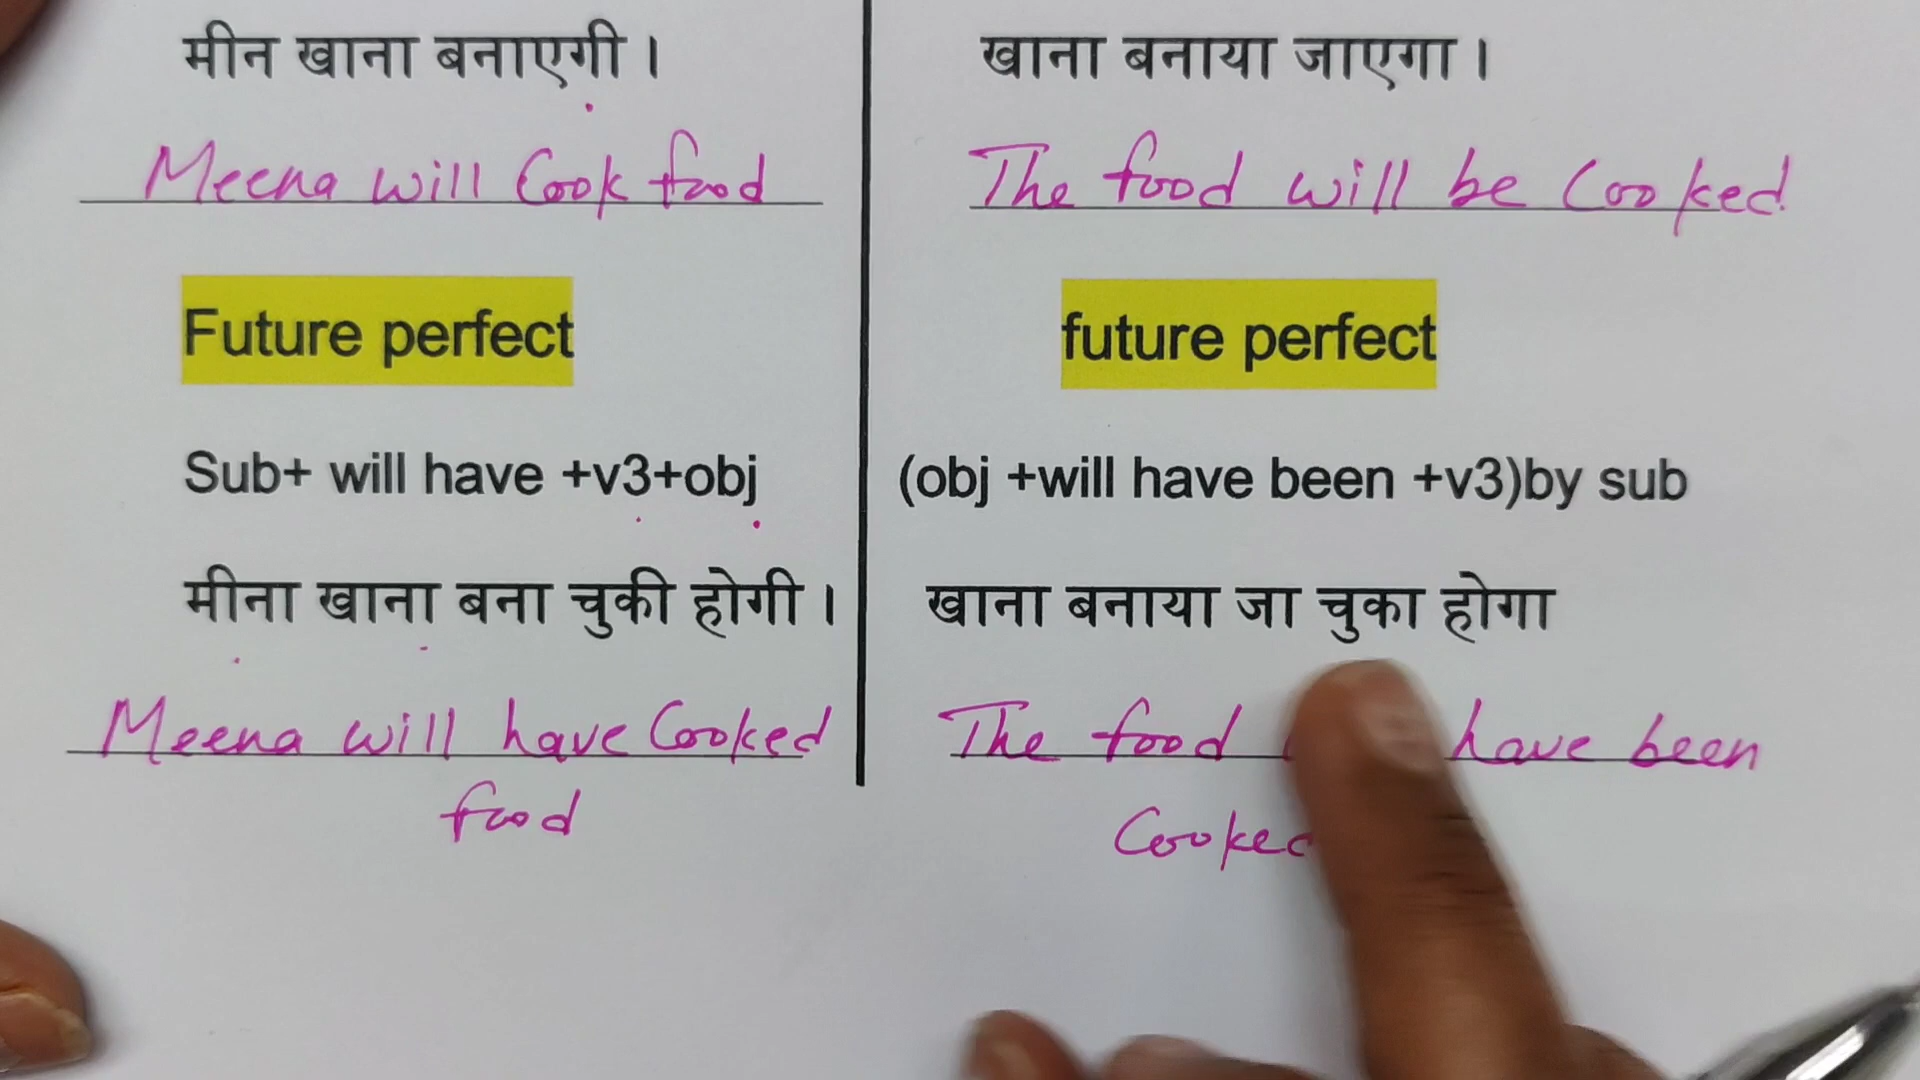 मीन खाना बनाएगी ।
Meena will Cook food
Future perfect
Sub+ will have +v3+obj
मीना खाना बना चुकी होगी ।
Meena will have Cooked
food
खाना बनाया जाएगा ।
The food will be Cooked
future perfect
(obj +will have been +v3)by sub
खाना बनाया जा चुका होगा
The food have been